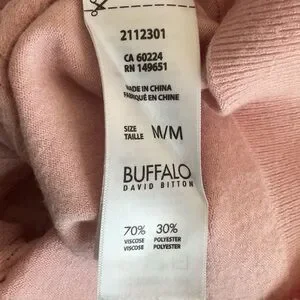 2112301
CA 60224
RN 149651
MADE IN CHINA
FABRIQUÉ EN CHINE
SIZE
TAILLE M/M
BUFFALO
DAVID BITTON
70% 30%
VISCOSE POLYESTER
VISCOSE POLYESTER